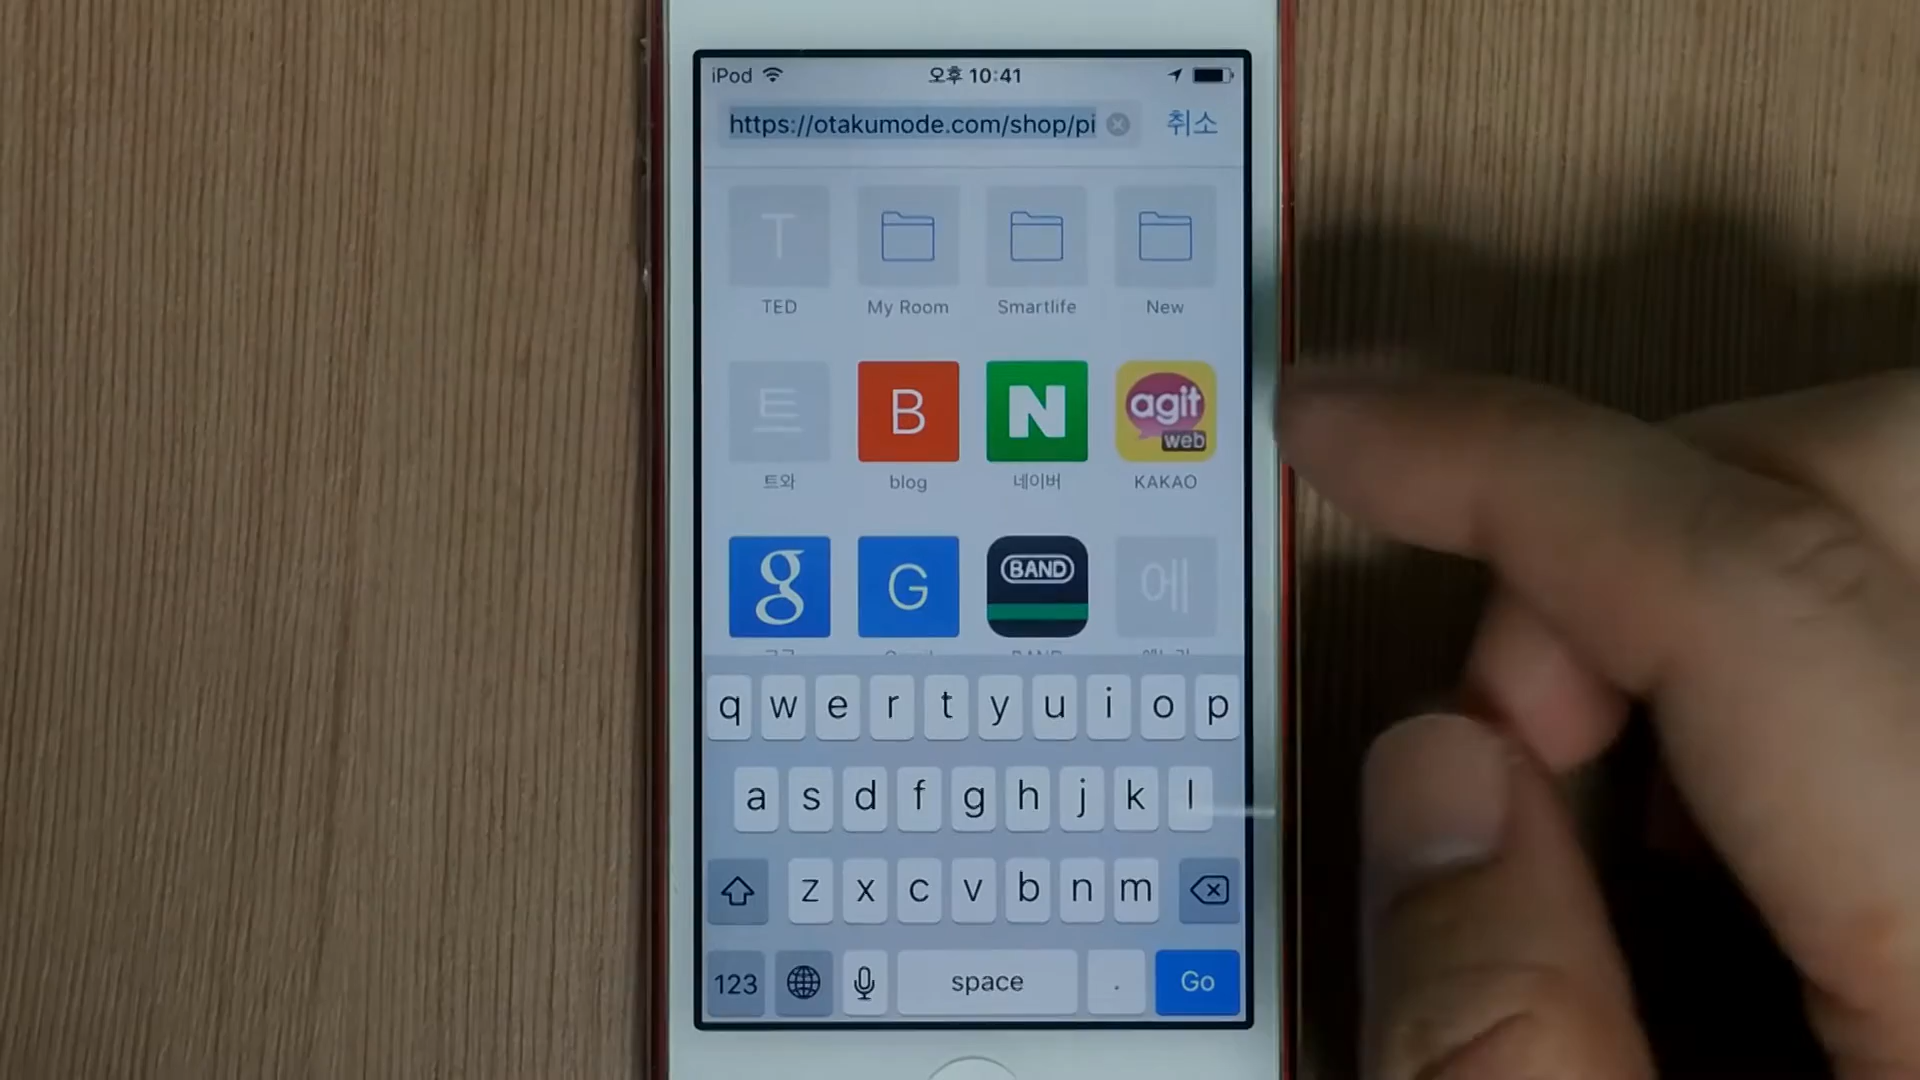 iPod 오후 10:41
https://otakumode.com/shop/pi 취소
T
TED My Room Smartlife New
트 B N agit web
트와 blog 네이버 KAKAO
g G BAND 에
q w e r t y u i o p
a s d f g h j k l
z x c v b n m
123 space . Go